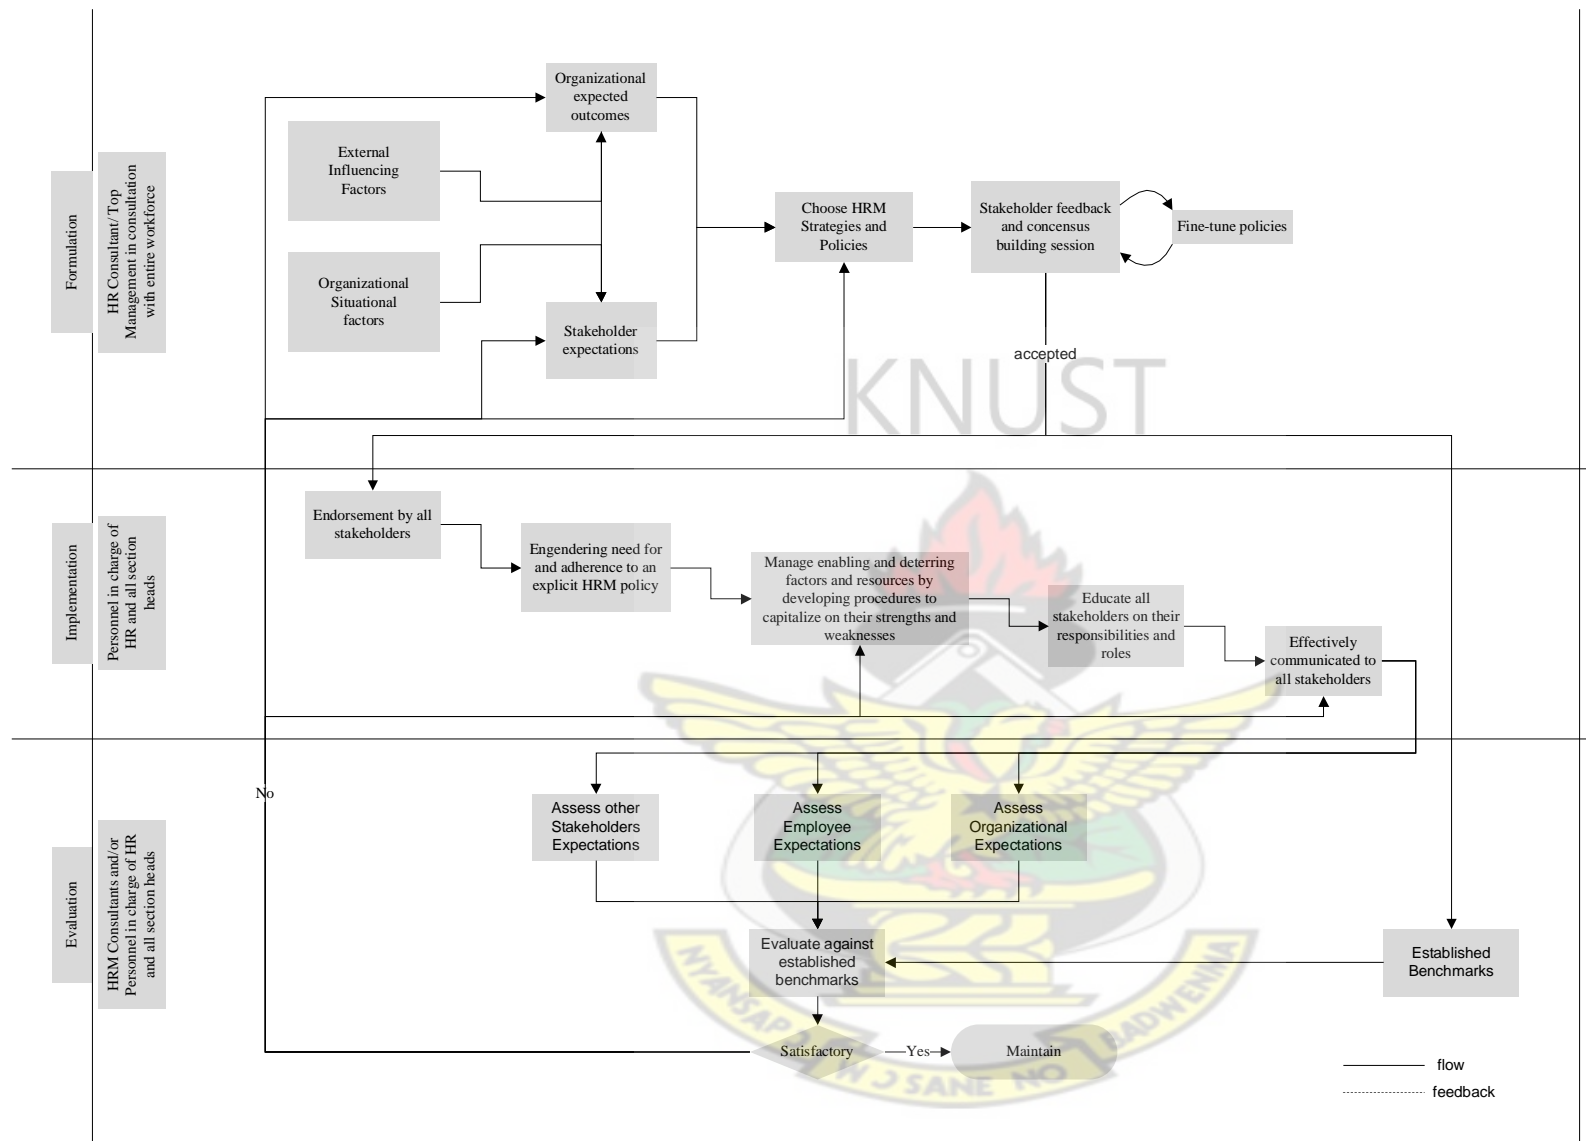 Formulation
HR Consultant/ Top
Management in consultation
with entire workforce
Organizational
expected
outcomes
External
Influencing
Factors
Organizational
Situational
factors
Stakeholder
expectations
Choose HRM
Strategies and
Policies
Stakeholder feedback
and concensus
building session
Fine-tune policies
accepted
KNUST
Implementation
Personnel in charge of
HR and all section
heads
Endorsement by all
stakeholders
Engendering need for
and adherence to an
explicit HRM policy
Manage enabling and deterring
factors and resources by
developing procedures to
capitalize on their strengths and
weaknesses
Educate all
stakeholders on their
responsibilities and
roles
Effectively
communicated to
all stakeholders
Evaluation
HRM Consultants and/or
Personnel in charge of HR
and all section heads
No
Assess other
Stakeholders
Expectations
Assess
Employee
Expectations
Assess
Organizational
Expectations
Evaluate against
established
benchmarks
Established
Benchmarks
Satisfactory
Yes
Maintain
SANE NO BADWENMA
flow
feedback